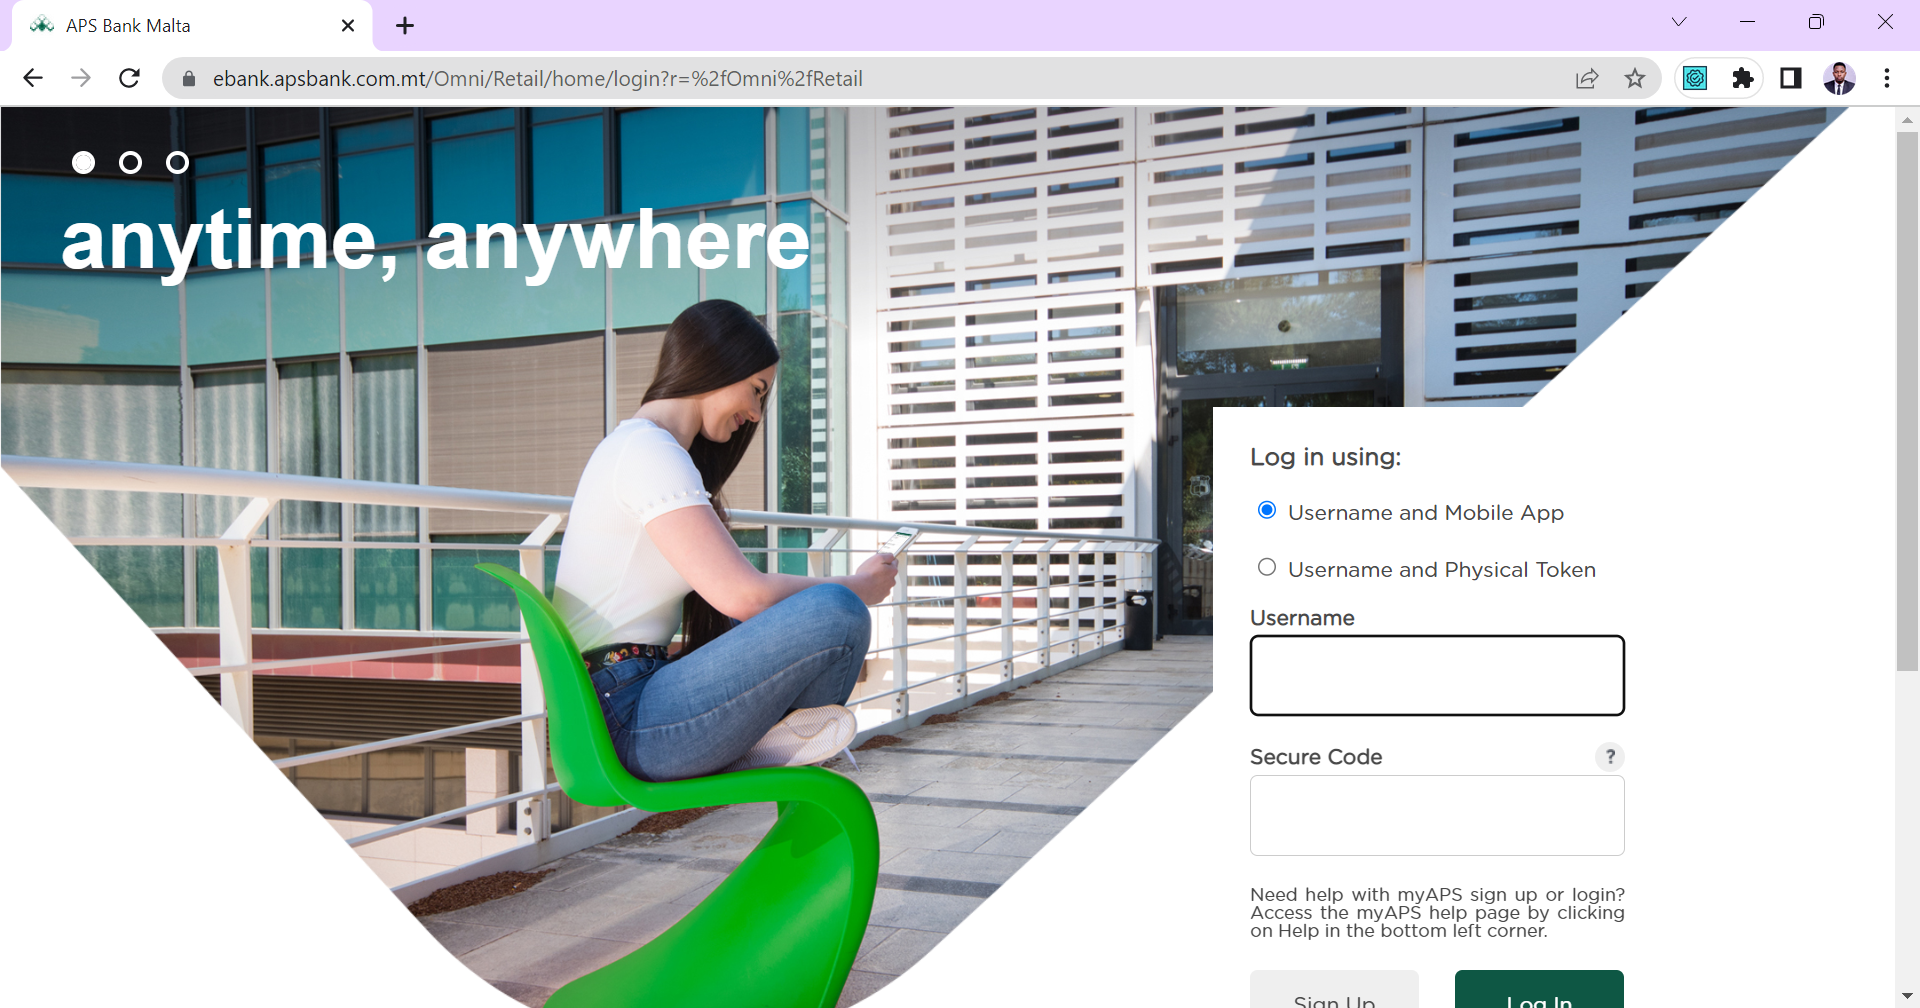 APS Bank Malta
ebank.apsbank.com.mt/Omni/Retail/home/login?r=%2fOmni%2fRetail
anytime, anywhere
Log in using:
Username and Mobile App
Username and Physical Token
Username
Secure Code
?
Need help with myAPS sign up or login?
Access the myAPS help page by clicking
on Help in the bottom left corner.
Sign Up
Log In